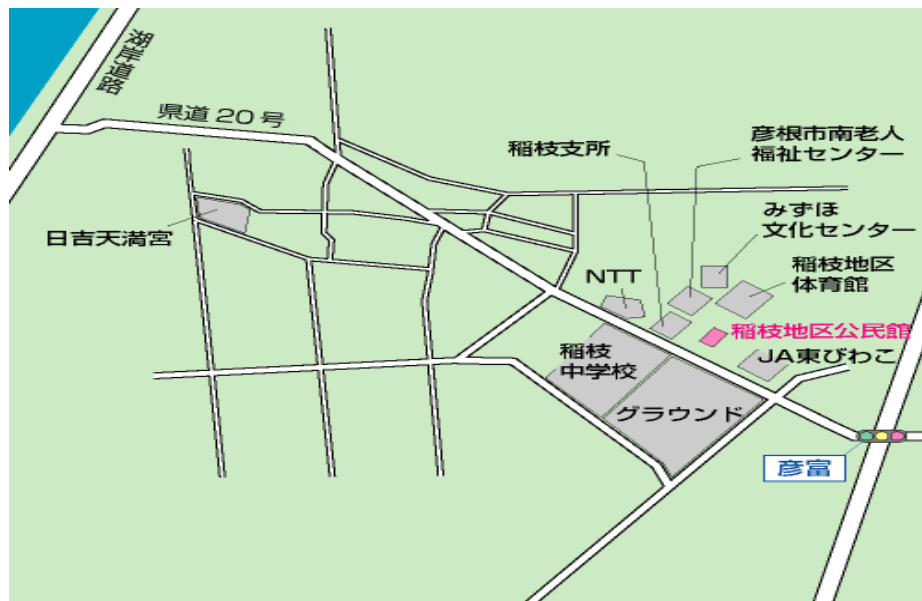 湖岸道路
県道20号
彦根市南老人
福祉センター
稲枝支所
みずほ
文化センター
日吉天満宮
稲枝地区
体育館
NTT
稲枝地区公民館
稲枝
中学校
JA東びわこ
グラウンド
彦富